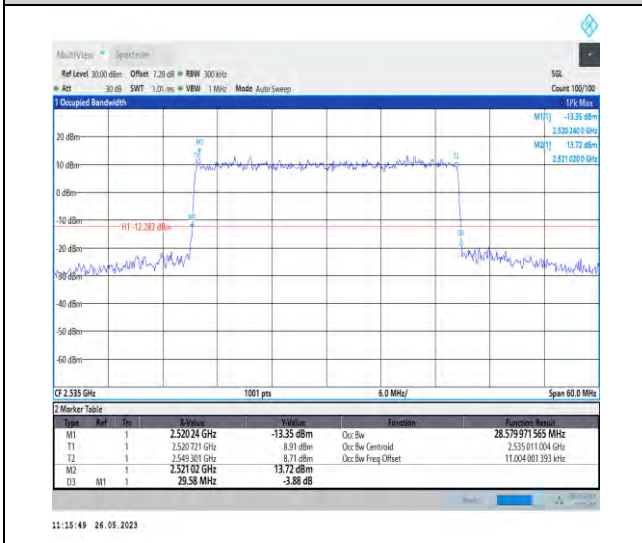 MultiView Spectrum
Ref Level 30.00 dBm Offset 7.29 dB RBW 300 kHz SGL
Att 30 dB SWT 1.01 ms VBW 1 MHz Mode Auto Sweep Count 100/100
1 Occupied Bandwidth 1Pk Max
M1[1] -13.35 dBm
2.520 240 0 GHz
M2[1] 13.72 dBm
2.521 020 0 GHz
20 dBm
M2
T1 T2
10 dBm
0 dBm
-10 dBm
M1
H1 -12.282 dBm
D3
-20 dBm
-30 dBm
-40 dBm
-50 dBm
-60 dBm
CF 2.535 GHz 1001 pts 6.0 MHz/ Span 60.0 MHz
2 Marker Table
Type Ref Trc X-Value Y-Value Function Function Result
M1 1 2.520 24 GHz -13.35 dBm Occ Bw 28.579 971 565 MHz
T1 1 2.520 721 GHz 8.91 dBm Occ Bw Centroid 2.535 011 004 GHz
T2 1 2.549 301 GHz 8.71 dBm Occ Bw Freq Offset 11.004 001 393 kHz
M2 1 2.521 02 GHz 13.72 dBm
D3 M1 1 29.58 MHz -3.88 dB
11:15:49 26.05.2023